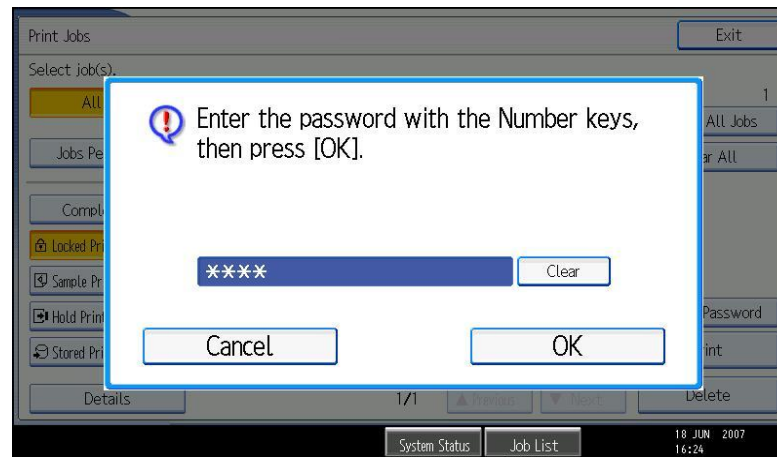 Print Jobs
Exit
Select job(s).
All
1
All Jobs
Enter the password with the Number keys,
then press [OK].
Jobs Pe
ar All
Compl
Locked Pri
****
Clear
Sample Pr
Hold Print
Password
Cancel
OK
Stored Pri
int
Details
1/1
▲ Previous
▼ Next
Delete
System Status
Job List
18 JUN 2007
16:24